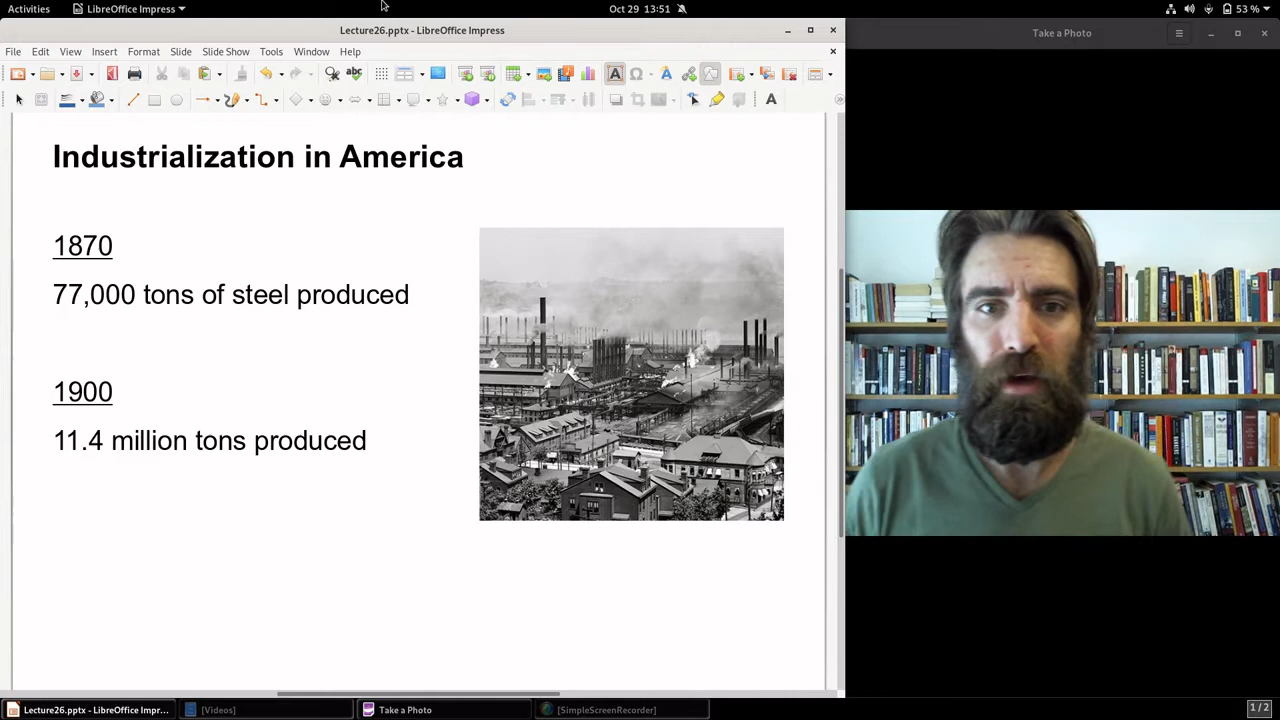 Activities
LibreOffice Impress
Oct 29 13:51
53 %
Lecture26.pptx - LibreOffice Impress
Take a Photo
File Edit View Insert Format Slide Slide Show Tools Window Help
Industrialization in America
1870
77,000 tons of steel produced
1900
11.4 million tons produced
Lecture26.pptx - LibreOffice Impr...
[Videos]
Take a Photo
[SimpleScreenRecorder]
1 / 2